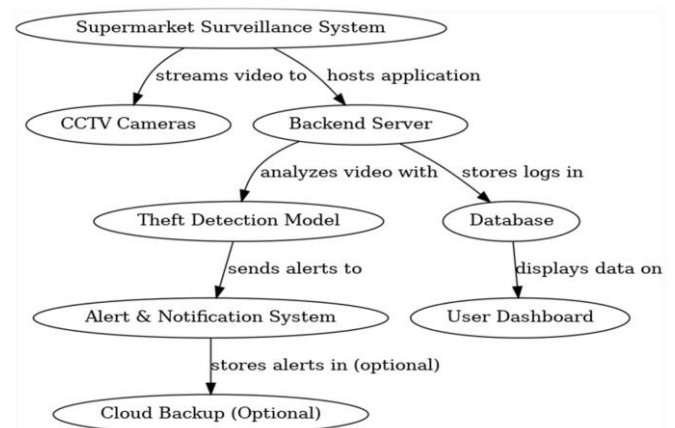 Supermarket Surveillance System
streams video to
hosts application
CCTV Cameras
Backend Server
analyzes video with
stores logs in
Theft Detection Model
Database
sends alerts to
displays data on
Alert & Notification System
User Dashboard
stores alerts in (optional)
Cloud Backup (Optional)